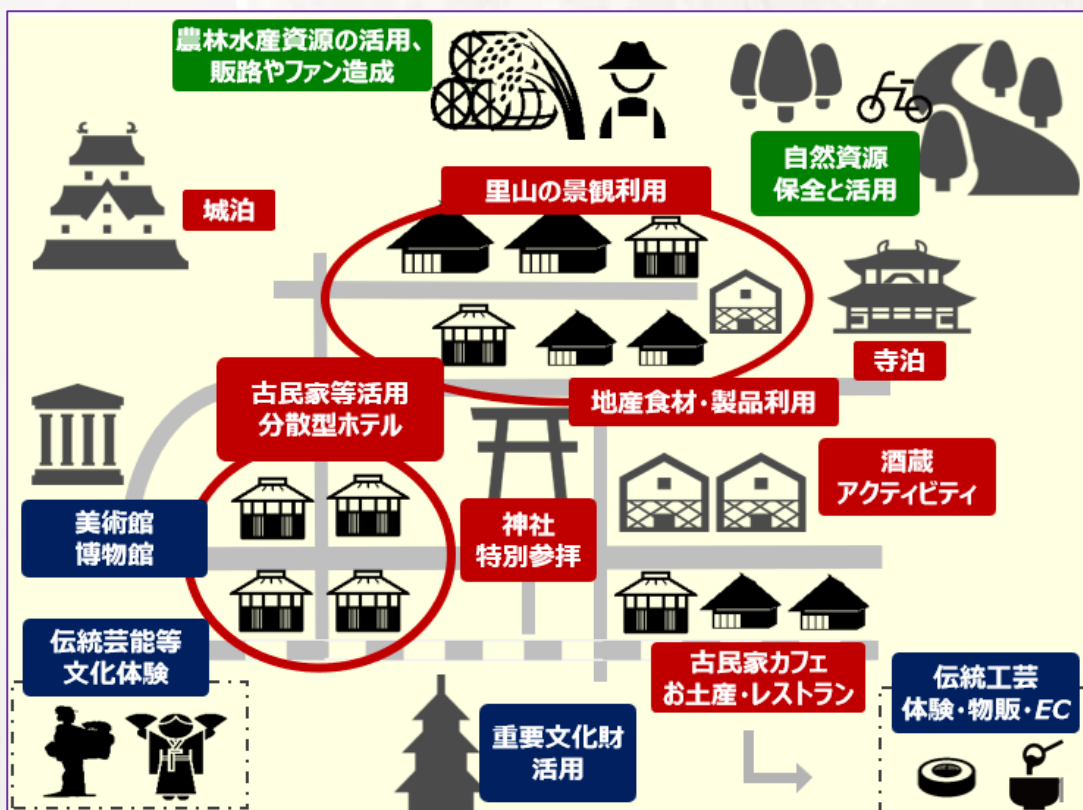 農林水産資源の活用、
販路やファン造成
自然資源
保全と活用
里山の景観利用
城泊
寺泊
古民家等活用
分散型ホテル
地産食材・製品利用
酒蔵
アクティビティ
美術館
博物館
神社
特別参拝
伝統芸能等
文化体験
古民家カフェ
お土産・レストラン
伝統工芸
体験・物販・EC
重要文化財
活用